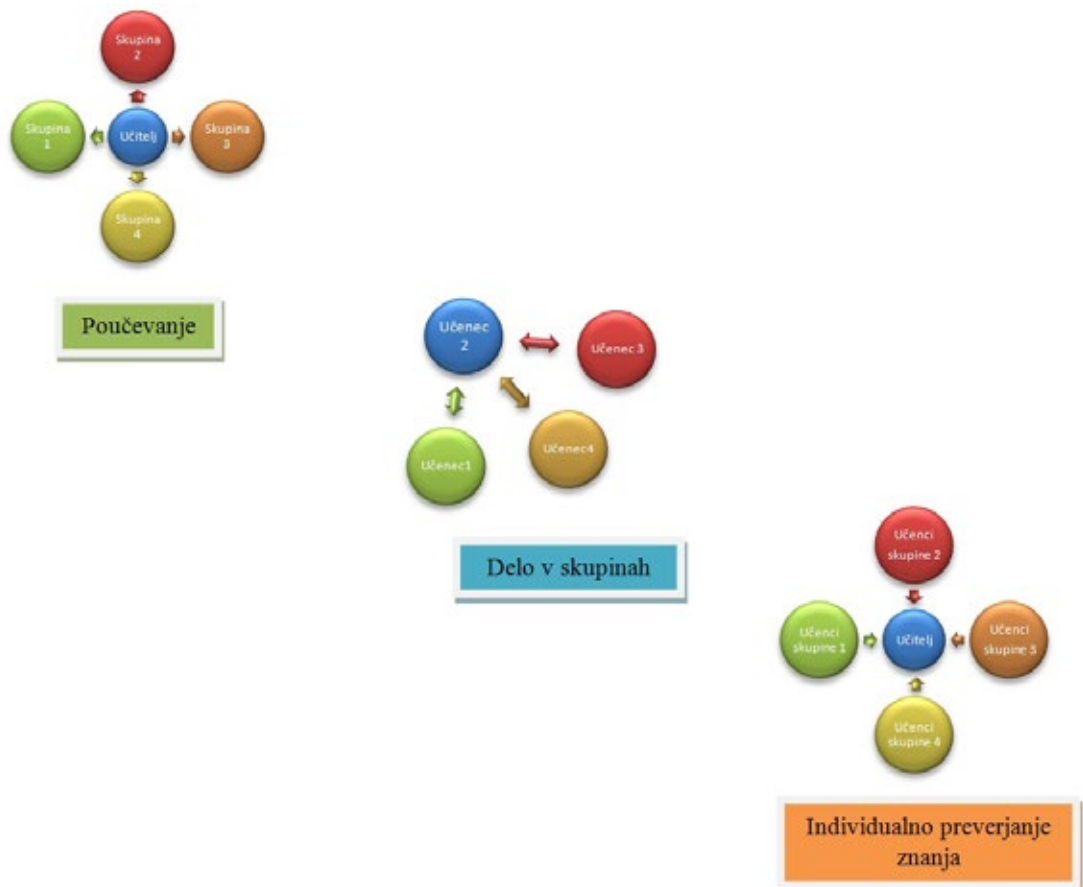 Skupina
2
Skupina
1
Učitelj
Skupina
3
Skupina
4
Poučevanje
Učenec
2
Učenec 3
Učenec1
Učenec4
Delo v skupinah
Učenci
skupine 2
Učenci
skupine 1
Učitelj
Učenci
skupine 3
Učenci
skupine 4
Individualno preverjanje
znanja